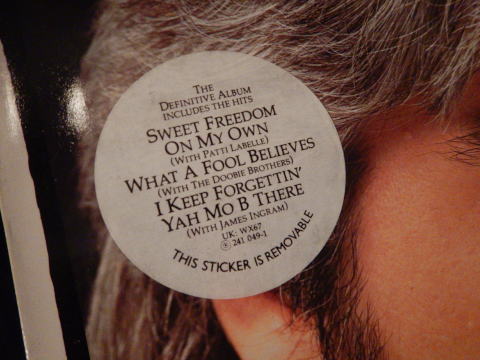 THE
DEFINITIVE ALBUM
INCLUDES THE HITS
SWEET FREEDOM
ON MY OWN
(WITH PATTI LABELLE)
WHAT A FOOL BELIEVES
(WITH THE DOOBIE BROTHERS)
I KEEP FORGETTIN'
YAH MO B THERE
(WITH JAMES INGRAM)
UK: WX67
Ⓚ 241 049-1
THIS STICKER IS REMOVABLE